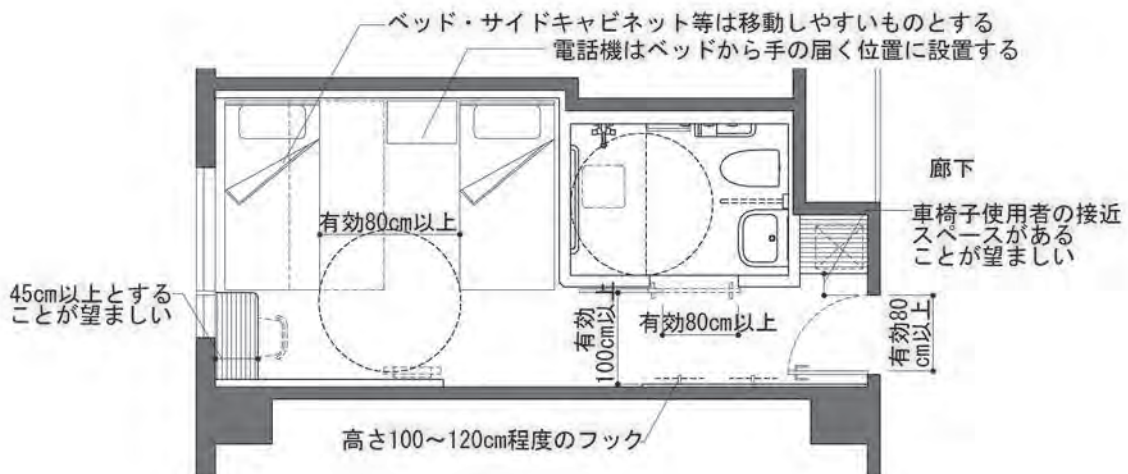 ベッド・サイドキャビネット等は移動しやすいものとする
電話機はベッドから手の届く位置に設置する
廊下
有効80cm以上
車椅子使用者の接近
スペースがある
ことが望ましい
45cm以上とする
ことが望ましい
有効
100cm以上
有効80cm以上
有効80
cm以上
高さ100～120cm程度のフック